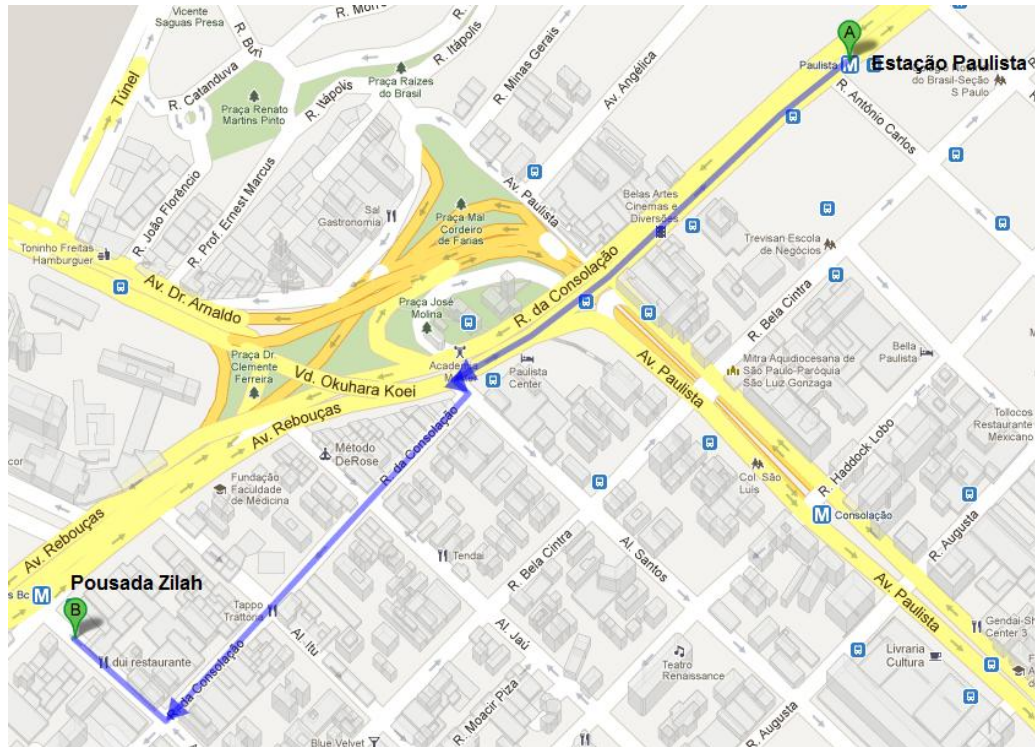 Vicente
Saguas Presa
R. Buri
R. Itápolis
R. Minas Gerais
Av. Angélica
A
Paulista
M
Estação Paulista
do Brasil-Seção
S Paulo
R. Antônio Carlos
Túnel
R. Catanduva
Praça Raízes
do Brasil
R. Itápolis
Praça Renato
Martins Pinto
R. João Florêncio
R. Prof. Ernest Marcus
Sal
Gastronomia
Praça Mal
Cordeiro
de Farias
Av. Paulista
Belas Artes
Cinemas e
Diversões
Trevisan Escola
de Negócios
Toninho Freitas
Hamburguer
Av. Dr. Arnaldo
Praça José
Molina
R. da Consolação
R. Bela Cintra
Praça Dr.
Clemente
Ferreira
Vd. Okuhara Koei
Paulista
Center
Av. Paulista
Mitra Aquidiocesana de
São Paulo-Paróquia
São Luz Gonzaga
Bella
Paulista
Av. Rebouças
R. da Consolação
Tollocos
Restaurante
Mexicano
Método
DeRose
Fundação
Faculdade
de Medicina
Col. São
Luís
R. Haddock Lobo
M
Consolação
Av. Rebouças
Tendai
R. Bela Cintra
Al. Santos
R. Augusta
Av. Paulista
Pousada Zilah
M
B
Tappo
Trattoria
R. da Consolação
Al. Itu
Al. Jaú
dui restaurante
Teatro
Renaissance
Livraria
Cultura
Gendai-Sh
Center 3
R. Moacir Piza
R. Augusta
Blue Velvet